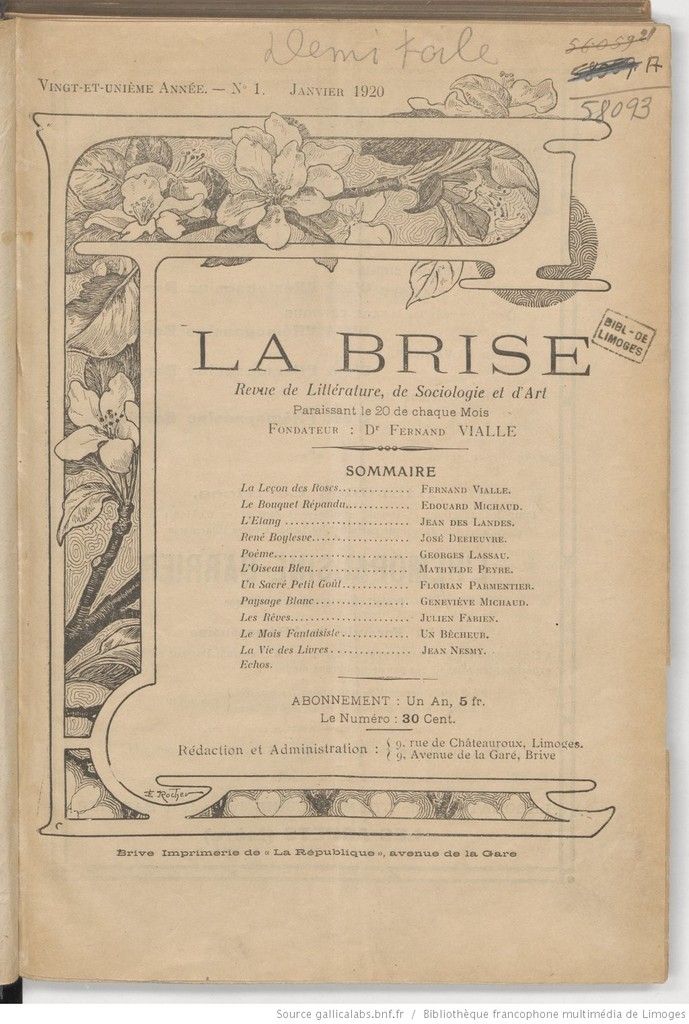 Demi toile
56059 21
58059 A
58093
VINGT-ET-UNIÈME ANNÉE. — N° 1. JANVIER 1920
LA BRISE
BIBL-DE
LIMOGES
Revue de Littérature, de Sociologie et d'Art
Paraissant le 20 de chaque Mois
FONDATEUR : Dr FERNAND VIALLE
SOMMAIRE
La Leçon des Roses............. FERNAND VIALLE.
Le Bouquet Répandu............ EDOUARD MICHAUD.
L'Etang ........................ JEAN DES LANDES.
René Boylesve.................. JOSÉ DEFIEUVRE.
Poème.......................... GEORGES LASSAU.
L'Oiseau Bleu.................. MATHYLDE PEYRE.
Un Sacré Petit Goût............ FLORIAN PARMENTIER.
Paysage Blanc.................. GENEVIÈVE MICHAUD.
Les Rêves...................... JULIEN FABIEN.
Le Mois Fantaisiste............ UN BÊCHEUR.
La Vie des Livres .............. JEAN NESMY.
Echos.
ABONNEMENT : Un An, 5 fr.
Le Numéro : 30 Cent.
Rédaction et Administration : { 9, rue de Châteauroux, Limoges.
9, Avenue de la Gare, Brive
E. Rocher
Brive Imprimerie de « La République », avenue de la Gare
Source gallicalabs.bnf.fr / Bibliothèque francophone multimédia de Limoges